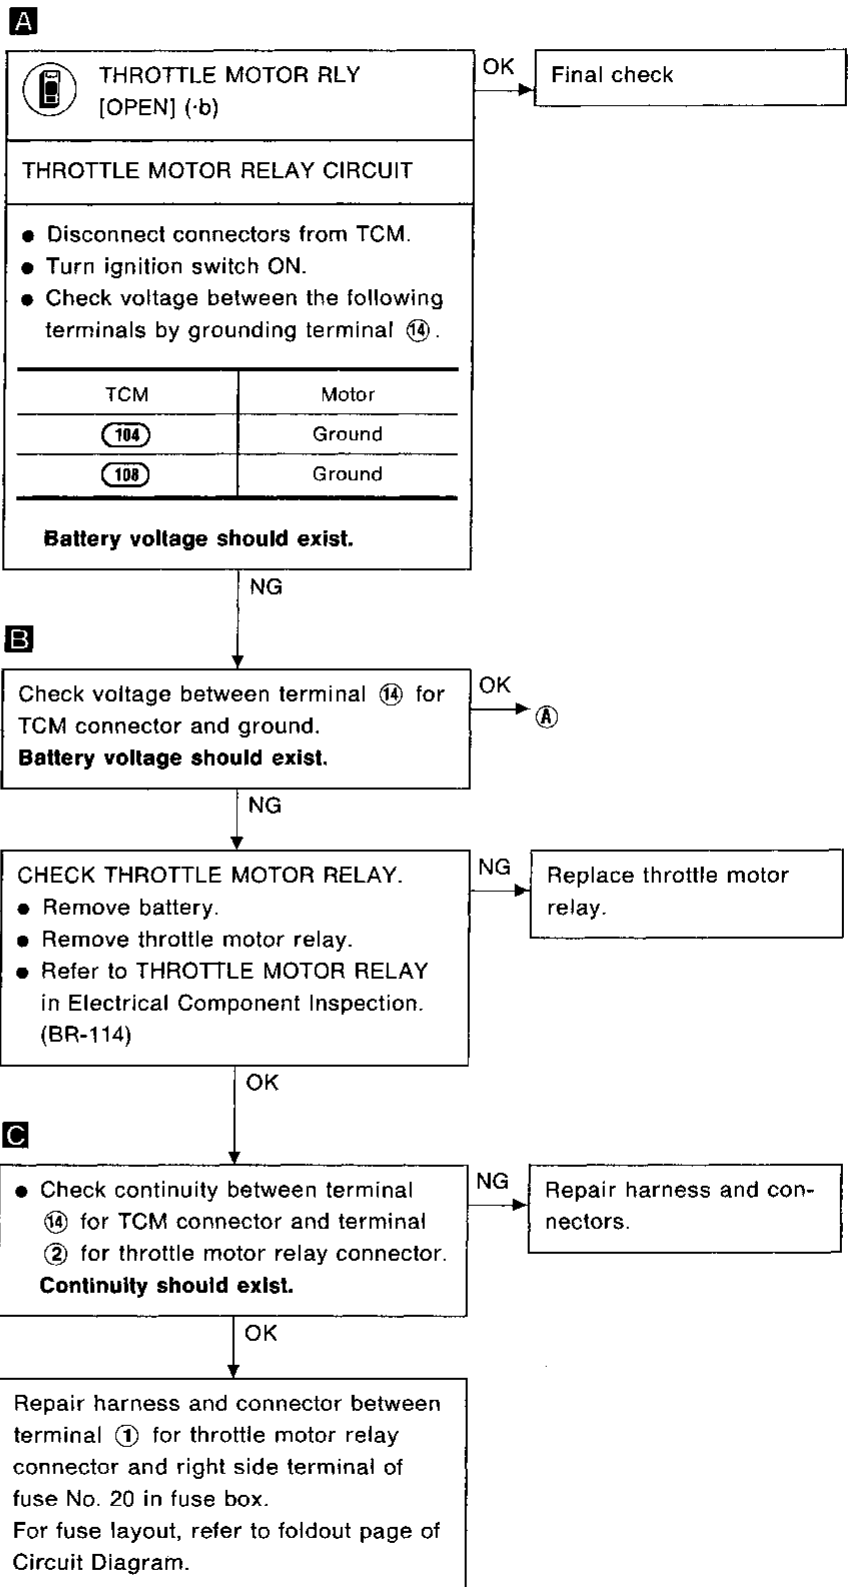 A
THROTTLE MOTOR RLY
[OPEN] (·b)
OK
Final check
THROTTLE MOTOR RELAY CIRCUIT
● Disconnect connectors from TCM.
● Turn ignition switch ON.
● Check voltage between the following
terminals by grounding terminal ⑭.
TCM Motor
104 Ground
108 Ground
Battery voltage should exist.
NG
B
Check voltage between terminal ⑭ for
TCM connector and ground.
Battery voltage should exist.
OK
Ⓐ
NG
CHECK THROTTLE MOTOR RELAY.
● Remove battery.
● Remove throttle motor relay.
● Refer to THROTTLE MOTOR RELAY
in Electrical Component Inspection.
(BR-114)
NG
Replace throttle motor
relay.
OK
C
● Check continuity between terminal
⑭ for TCM connector and terminal
② for throttle motor relay connector.
Continuity should exist.
NG
Repair harness and con-
nectors.
OK
Repair harness and connector between
terminal ① for throttle motor relay
connector and right side terminal of
fuse No. 20 in fuse box.
For fuse layout, refer to foldout page of
Circuit Diagram.